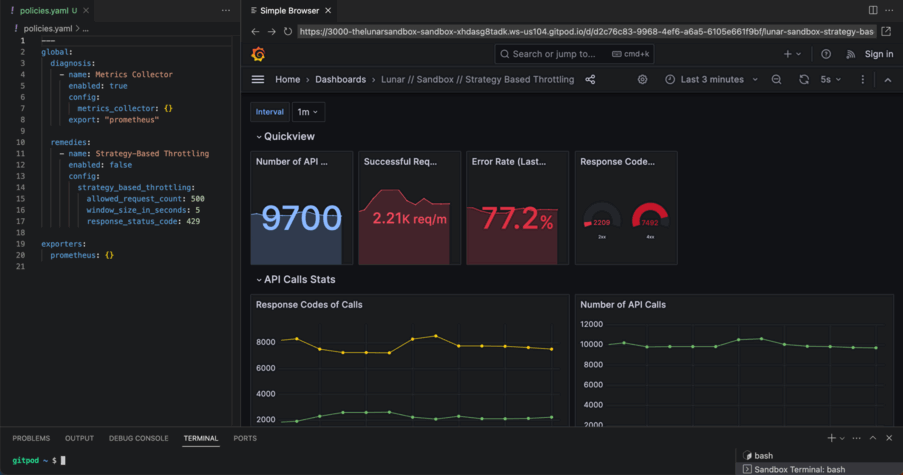 policies.yaml U
policies.yaml > ...
1 ---
2 global:
3 diagnosis:
4 - name: Metrics Collector
5 enabled: true
6 config:
7 metrics_collector: {}
8 export: "prometheus"
9
10 remedies:
11 - name: Strategy-Based Throttling
12 enabled: false
13 config:
14 strategy_based_throttling:
15 allowed_request_count: 500
16 window_size_in_seconds: 5
17 response_status_code: 429
18
19 exporters:
20 prometheus: {}
21
Simple Browser
https://3000-thelunarsandbox-sandbox-xhdasg8tadk.ws-us104.gitpod.io/d/d2c76c83-9968-4ef6-a6a5-6105e661f9bf/lunar-sandbox-strategy-bas
Search or jump to... cmd+k
Sign in
Home > Dashboards > Lunar // Sandbox // Strategy Based Throttling
Last 3 minutes
5s
Interval 1m
Quickview
Number of API ...
9700
Successful Req...
2.21K req/m
Error Rate (Last...
77.2%
Response Code...
2209 7492
2xx 4xx
API Calls Stats
Response Codes of Calls
8000
6000
4000
2000
Number of API Calls
12000
10000
8000
6000
4000
2000
PROBLEMS OUTPUT DEBUG CONSOLE TERMINAL PORTS
gitpod ~ $
bash
Sandbox Terminal: bash